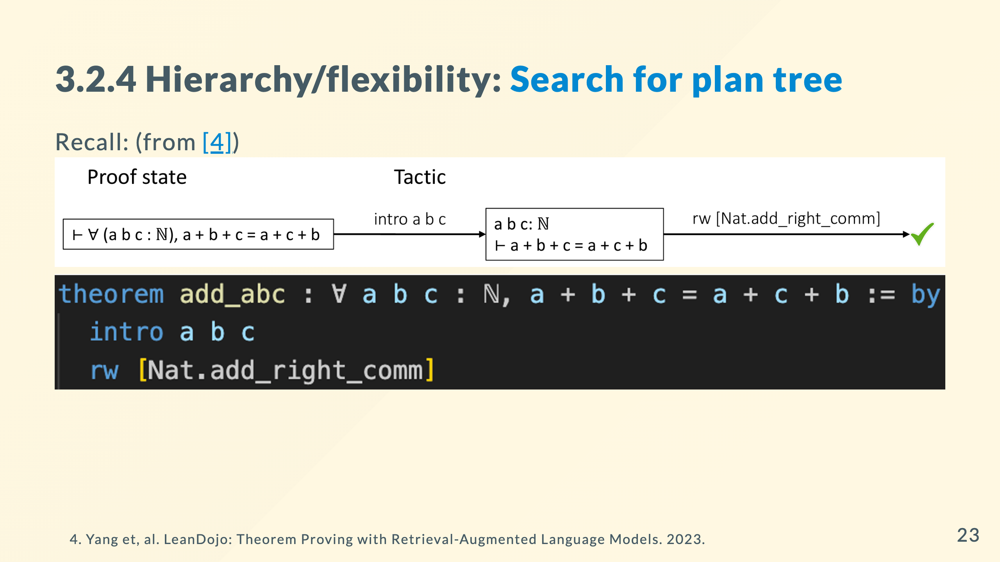 3.2.4 Hierarchy/flexibility: Search for plan tree
Recall: (from [4])
Proof state
Tactic
⊢ ∀ (a b c : ℕ), a + b + c = a + c + b
intro a b c
a b c: ℕ
⊢ a + b + c = a + c + b
rw [Nat.add_right_comm]
theorem add_abc : ∀ a b c : ℕ, a + b + c = a + c + b := by
intro a b c
rw [Nat.add_right_comm]
4. Yang et, al. LeanDojo: Theorem Proving with Retrieval-Augmented Language Models. 2023.
23